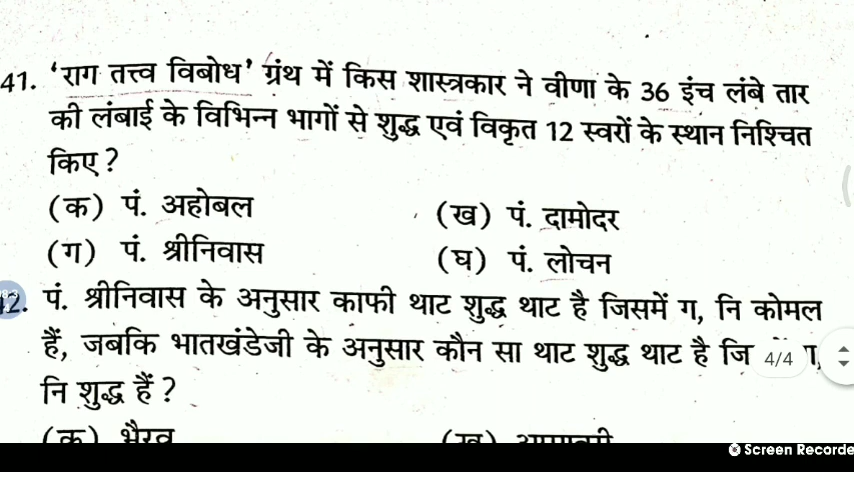 41. 'राग तत्त्व विबोध' ग्रंथ में किस शास्त्रकार ने वीणा के 36 इंच लंबे तार
की लंबाई के विभिन्न भागों से शुद्ध एवं विकृत 12 स्वरों के स्थान निश्चित
किए?
(क) पं. अहोबल
(ख) पं. दामोदर
(ग) पं. श्रीनिवास
(घ) पं. लोचन
2. पं. श्रीनिवास के अनुसार काफी थाट शुद्ध थाट है जिसमें ग, नि कोमल
हैं, जबकि भातखंडेजी के अनुसार कौन सा थाट शुद्ध थाट है 4/4
नि शुद्ध हैं?
(क) भैरव
Screen Recorde